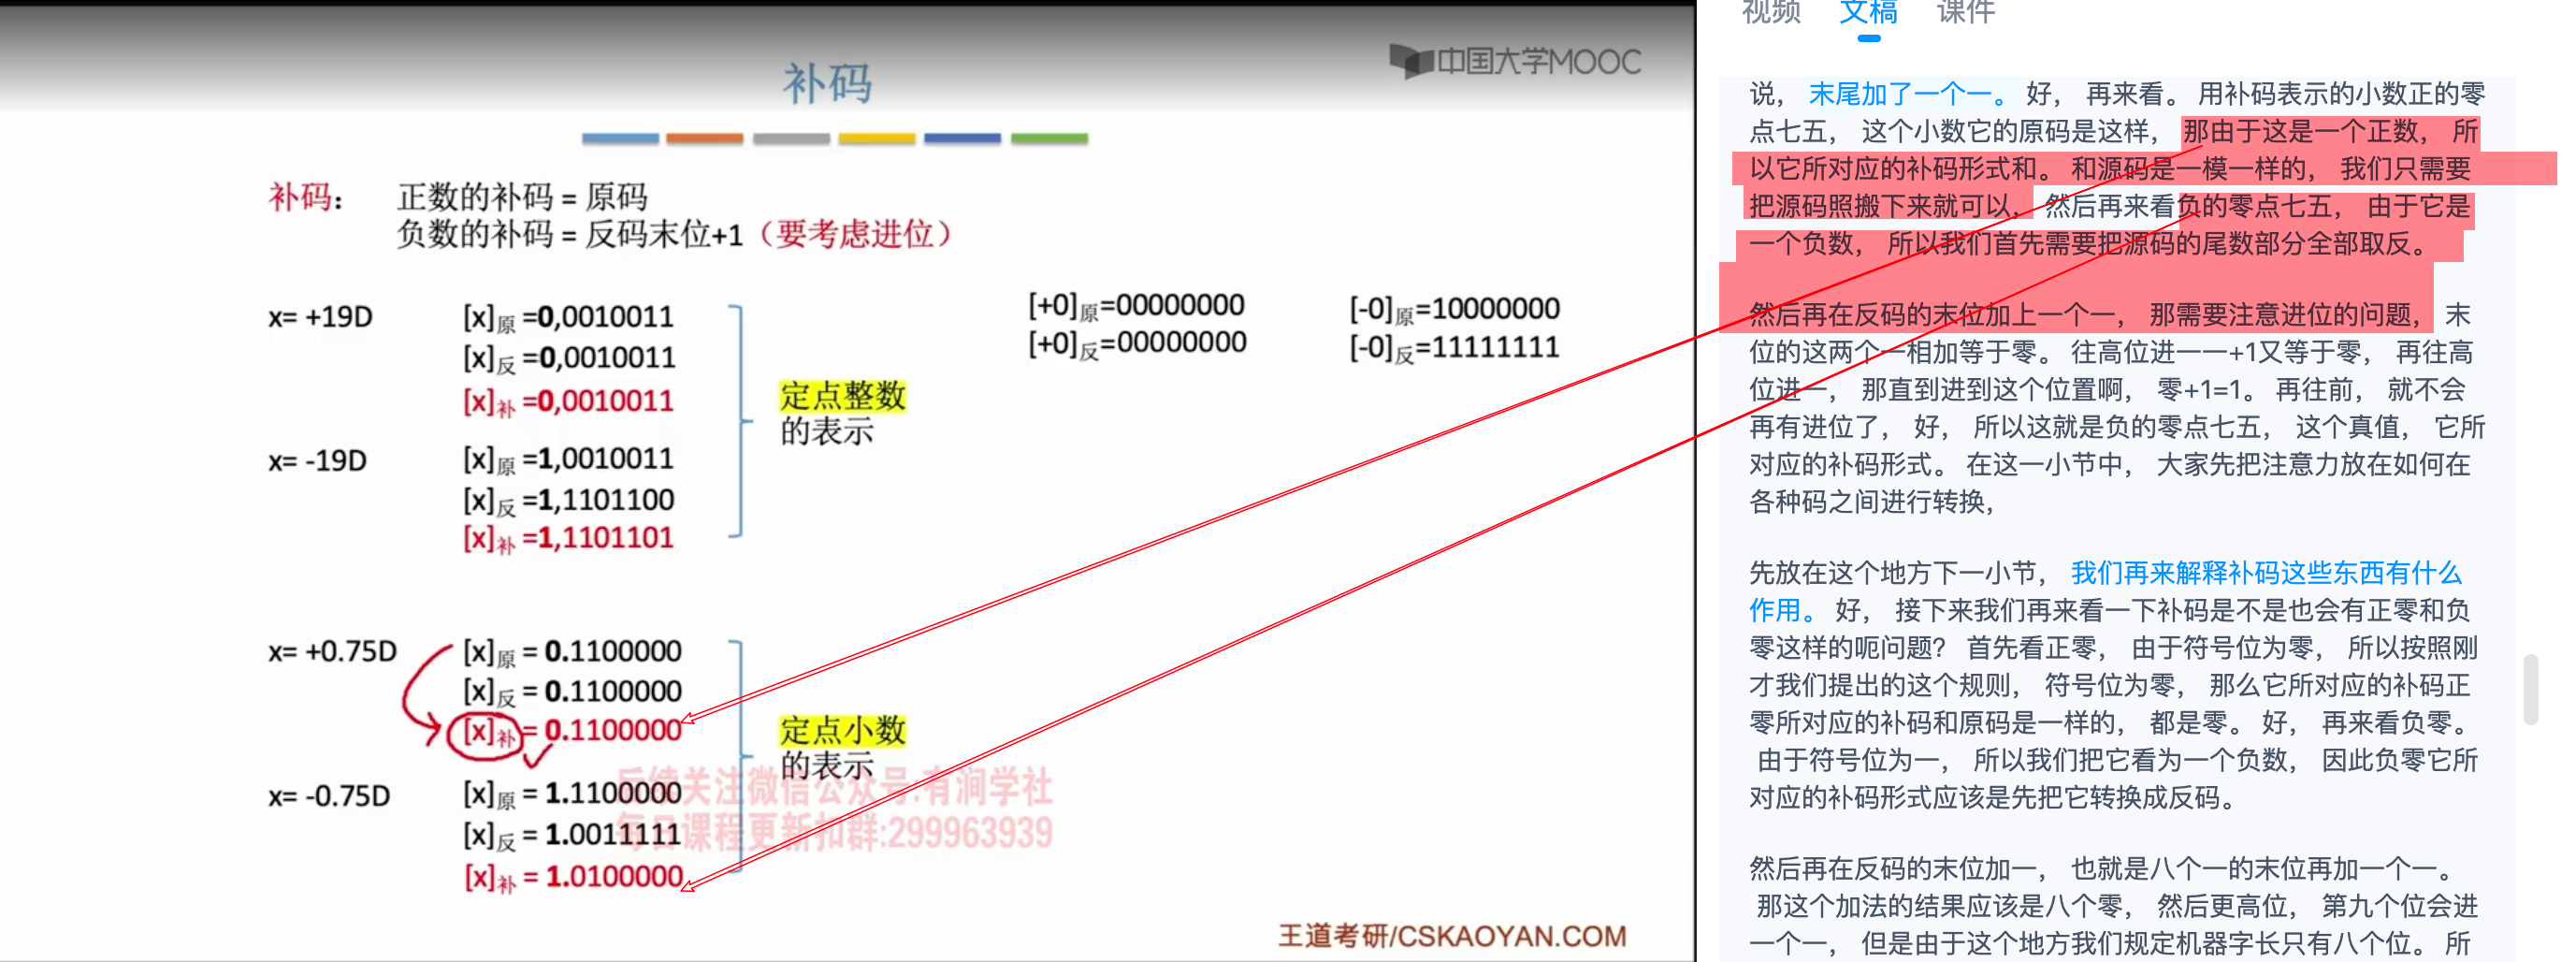 中国大学MOOC
补码
补码： 正数的补码 = 原码
负数的补码 = 反码末位+1（要考虑进位）
x= +19D
[x]原 =0,0010011
[x]反 =0,0010011
[x]补 =0,0010011
x= -19D
[x]原 =1,0010011
[x]反 =1,1101100
[x]补 =1,1101101
定点整数
的表示
[+0]原=00000000
[+0]反=00000000
[-0]原=10000000
[-0]反=11111111
x= +0.75D
[x]原 = 0.1100000
[x]反 = 0.1100000
[x]补 = 0.1100000
x= -0.75D
[x]原 = 1.1100000
[x]反 = 1.0011111
[x]补 = 1.0100000
定点小数
的表示
后续关注微信公众号:有涧学社
每日课程更新扣群:299963939
王道考研/CSKAOYAN.COM
视频 文稿 课件
说， 末尾加了一个一。 好， 再来看。 用补码表示的小数正的零
点七五， 这个小数它的原码是这样， 那由于这是一个正数， 所
以它所对应的补码形式和。 和源码是一模一样的， 我们只需要
把源码照搬下来就可以， 然后再来看负的零点七五， 由于它是
一个负数， 所以我们首先需要把源码的尾数部分全部取反。
然后再在反码的末位加上一个一， 那需要注意进位的问题， 末
位的这两个一相加等于零。 往高位进一一+1又等于零， 再往高
位进一， 那直到进到这个位置啊， 零+1=1。 再往前， 就不会
再有进位了， 好， 所以这就是负的零点七五， 这个真值， 它所
对应的补码形式。 在这一小节中， 大家先把注意力放在如何在
各种码之间进行转换，
先放在这个地方下一小节， 我们再来解释补码这些东西有什么
作用。 好， 接下来我们再来看一下补码是不是也会有正零和负
零这样的呃问题？ 首先看正零， 由于符号位为零， 所以按照刚
才我们提出的这个规则， 符号位为零， 那么它所对应的补码正
零所对应的补码和原码是一样的， 都是零。 好， 再来看负零。
由于符号位为一， 所以我们把它看为一个负数， 因此负零它所
对应的补码形式应该是先把它转换成反码。
然后再在反码的末位加一， 也就是八个一的末位再加一个一。
那这个加法的结果应该是八个零， 然后更高位， 第九个位会进
一个一， 但是由于这个地方我们规定机器字长只有八个位。 所